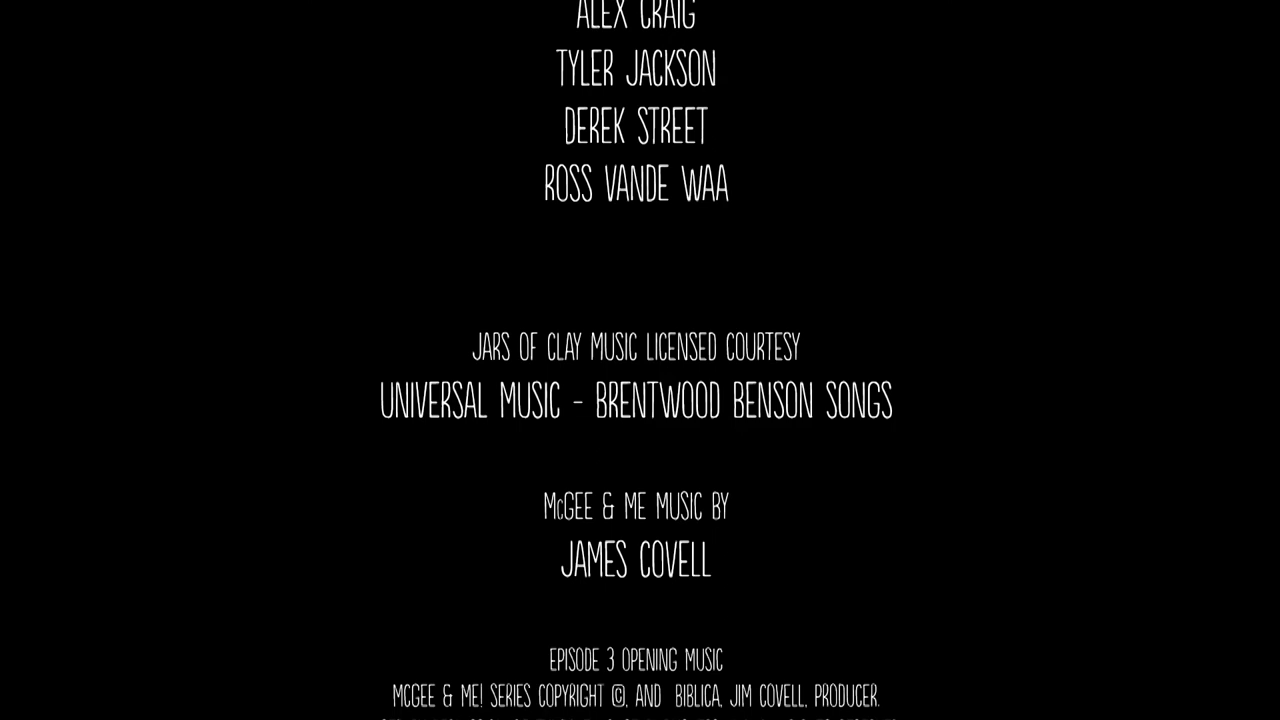 ALEX CRAIG
TYLER JACKSON
DEREK STREET
ROSS VANDE WAA
JARS OF CLAY MUSIC LICENSED COURTESY
UNIVERSAL MUSIC - BRENTWOOD BENSON SONGS
McGEE & ME MUSIC BY
JAMES COVELL
EPISODE 3 OPENING MUSIC
MCGEE & ME! SERIES COPYRIGHT ©, AND BIBLICA, JIM COVELL, PRODUCER.